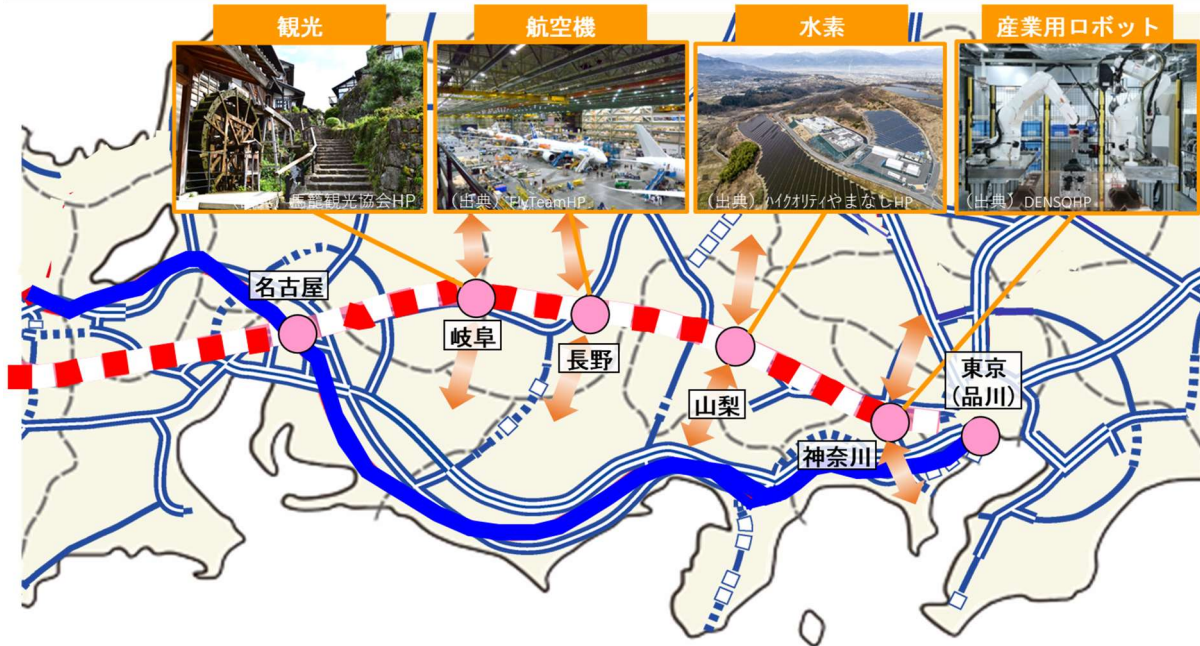 観光
航空機
水素
産業用ロボット
（出典）馬籠観光協会HP
（出典）FlyTeamHP
（出典）ハイクオリティやまなしHP
（出典）DENSOHP
名古屋
岐阜
長野
山梨
神奈川
東京
（品川）